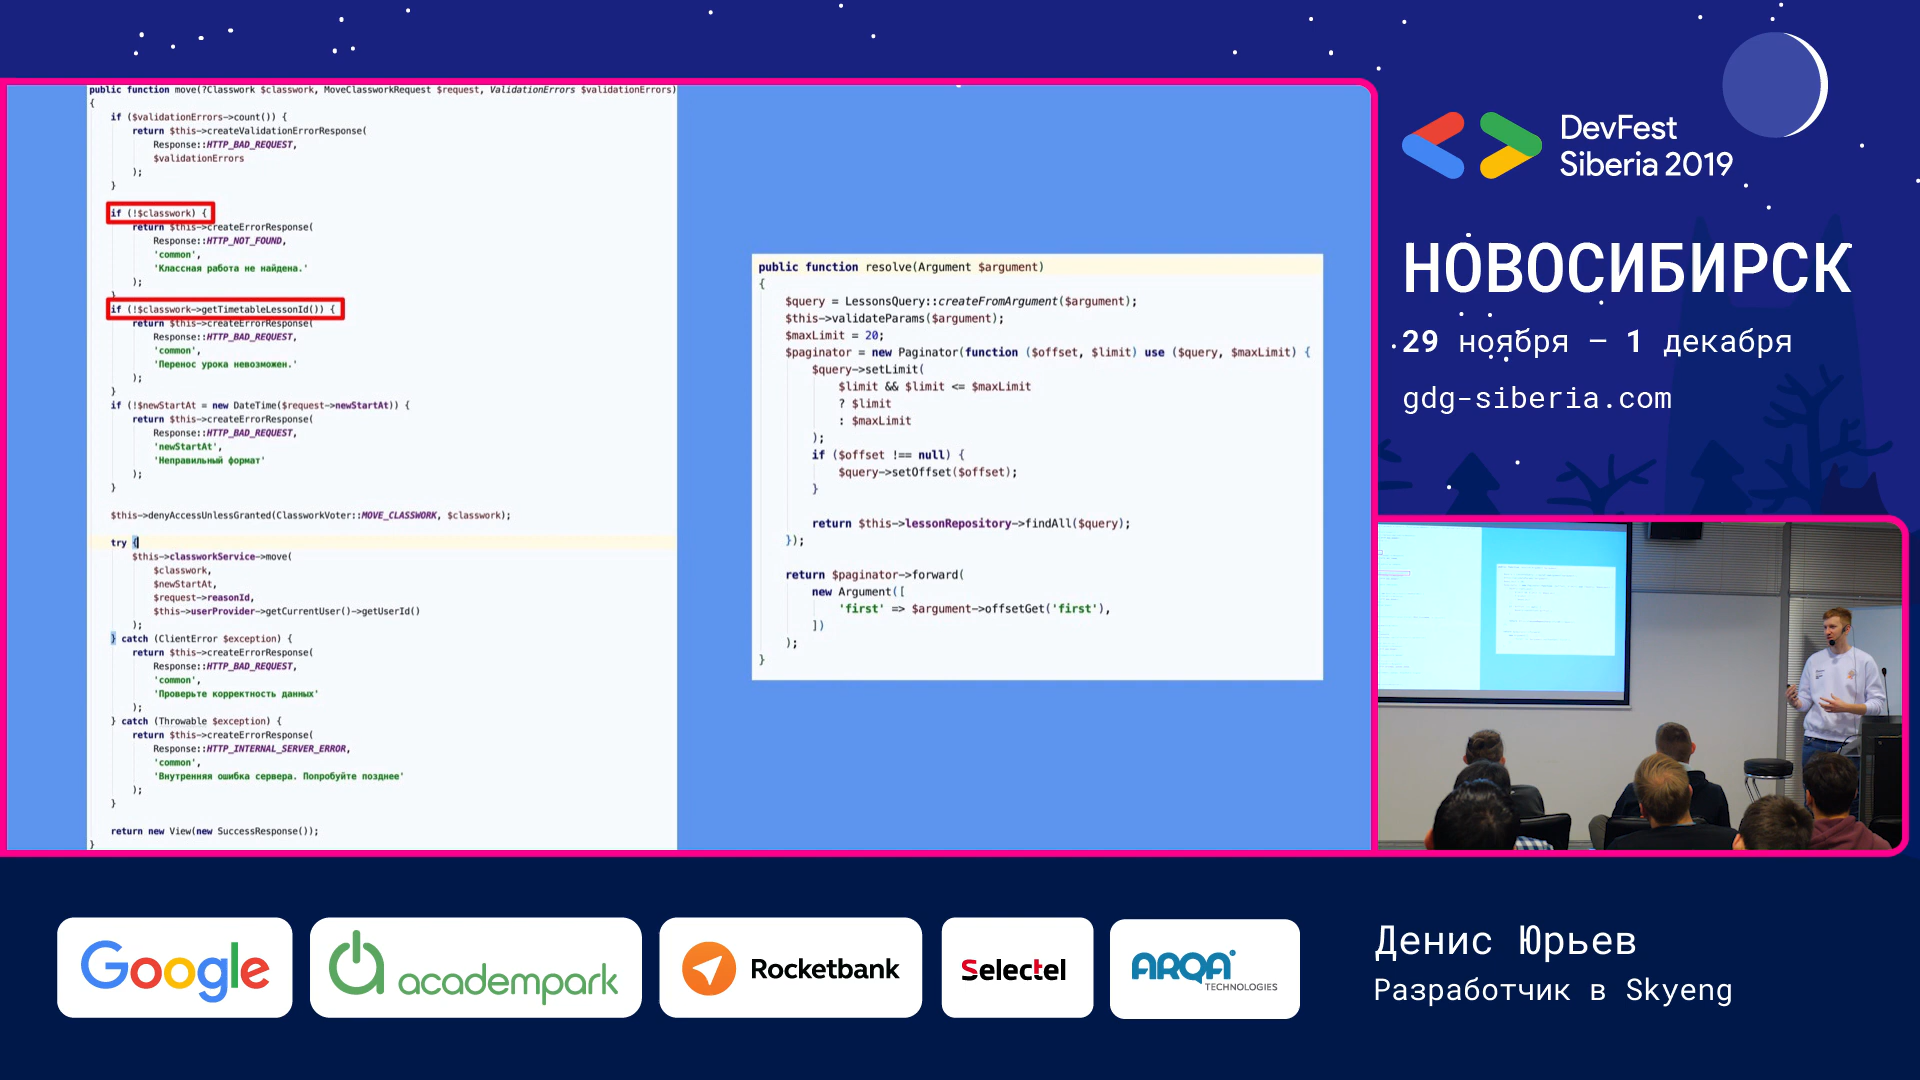 public function move(?Classwork $classwork, MoveClassworkRequest $request, ValidationErrors $validationErrors)
{
if ($validationErrors->count()) {
return $this->createValidationErrorResponse(
Response::HTTP_BAD_REQUEST,
$validationErrors
);
}
if (!$classwork) {
return $this->createErrorResponse(
Response::HTTP_NOT_FOUND,
'common',
'Классная работа не найдена.'
);
}
if (!$classwork->getTimetableLessonId()) {
return $this->createErrorResponse(
Response::HTTP_BAD_REQUEST,
'common',
'Перенос урока невозможен.'
);
}
if (!$newStartAt = new DateTime($request->newStartAt)) {
return $this->createErrorResponse(
Response::HTTP_BAD_REQUEST,
'newStartAt',
'Неправильный формат'
);
}
$this->denyAccessUnlessGranted(ClassworkVoter::MOVE_CLASSWORK, $classwork);
try {
$this->classworkService->move(
$classwork,
$newStartAt,
$request->reasonId,
$this->userProvider->getCurrentUser()->getUserId()
);
} catch (ClientError $exception) {
return $this->createErrorResponse(
Response::HTTP_BAD_REQUEST,
'common',
'Проверьте корректность данных'
);
} catch (Throwable $exception) {
return $this->createErrorResponse(
Response::HTTP_INTERNAL_SERVER_ERROR,
'common',
'Внутренняя ошибка сервера. Попробуйте позднее'
);
}
return new View(new SuccessResponse());
}
public function resolve(Argument $argument)
{
$query = LessonsQuery::createFromArgument($argument);
$this->validateParams($argument);
$maxLimit = 20;
$paginator = new Paginator(function ($offset, $limit) use ($query, $maxLimit) {
$query->setLimit(
$limit && $limit <= $maxLimit
? $limit
: $maxLimit
);
if ($offset !== null) {
$query->setOffset($offset);
}
return $this->lessonRepository->findAll($query);
});
return $paginator->forward(
new Argument([
'first' => $argument->offsetGet('first'),
])
);
}
DevFest
Siberia 2019
НОВОСИБИРСК
29 ноября – 1 декабря
gdg-siberia.com
Google
academpark
Rocketbank
Selectel
ARQA
TECHNOLOGIES
Денис Юрьев
Разработчик в Skyeng